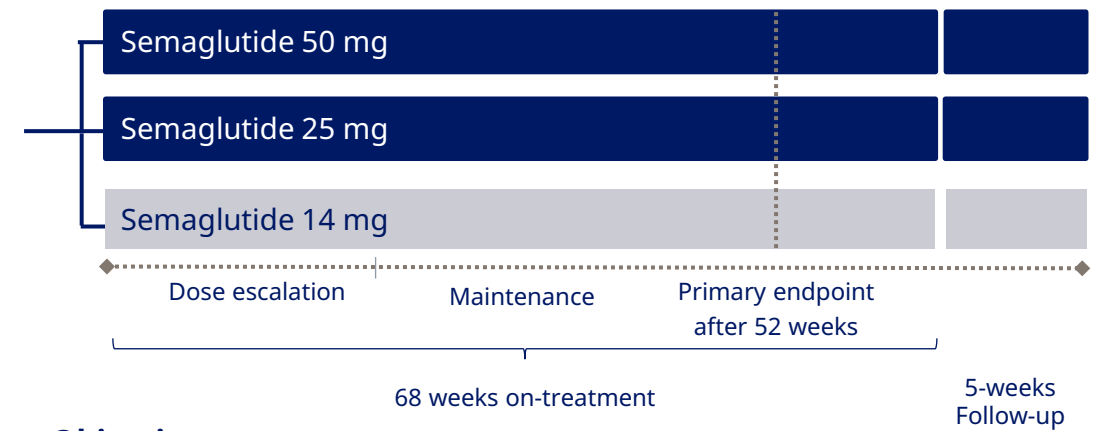 Semaglutide 50 mg
Semaglutide 25 mg
Semaglutide 14 mg
Dose escalation
Maintenance
Primary endpoint
after 52 weeks
68 weeks on-treatment
5-weeks
Follow-up